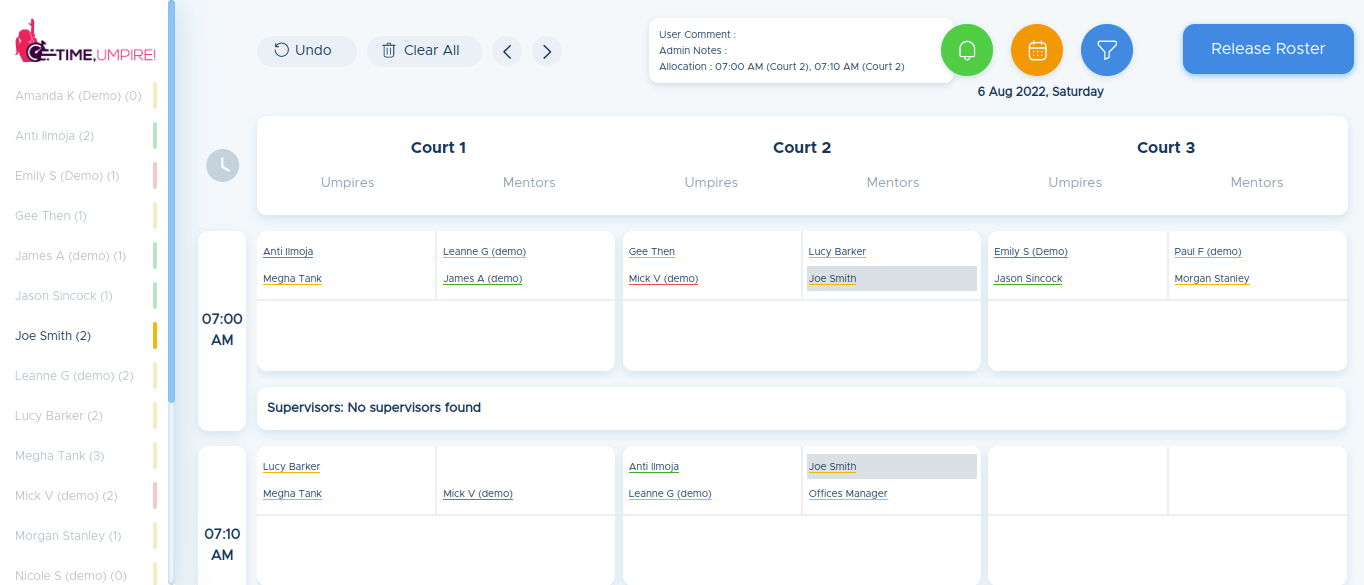 TIME, UMPIRE!
Amanda K (Demo) (0)
Anti Ilmoja (2)
Emily S (Demo) (1)
Gee Then (1)
James A (demo) (1)
Jason Sincock (1)
Joe Smith (2)
Leanne G (demo) (2)
Lucy Barker (2)
Megha Tank (3)
Mick V (demo) (2)
Morgan Stanley (1)
Nicole S (demo) (0)
Undo
Clear All
User Comment :
Admin Notes :
Allocation : 07:00 AM (Court 2), 07:10 AM (Court 2)
6 Aug 2022, Saturday
Release Roster
Court 1 Court 2 Court 3
Umpires Mentors Umpires Mentors Umpires Mentors
07:00
AM
Anti Ilmoja Leanne G (demo) Gee Then Lucy Barker Emily S (Demo) Paul F (demo)
Megha Tank James A (demo) Mick V (demo) Joe Smith Jason Sincock Morgan Stanley
Supervisors: No supervisors found
07:10
AM
Lucy Barker Anti Ilmoja Joe Smith
Megha Tank Mick V (demo) Leanne G (demo) Offices Manager